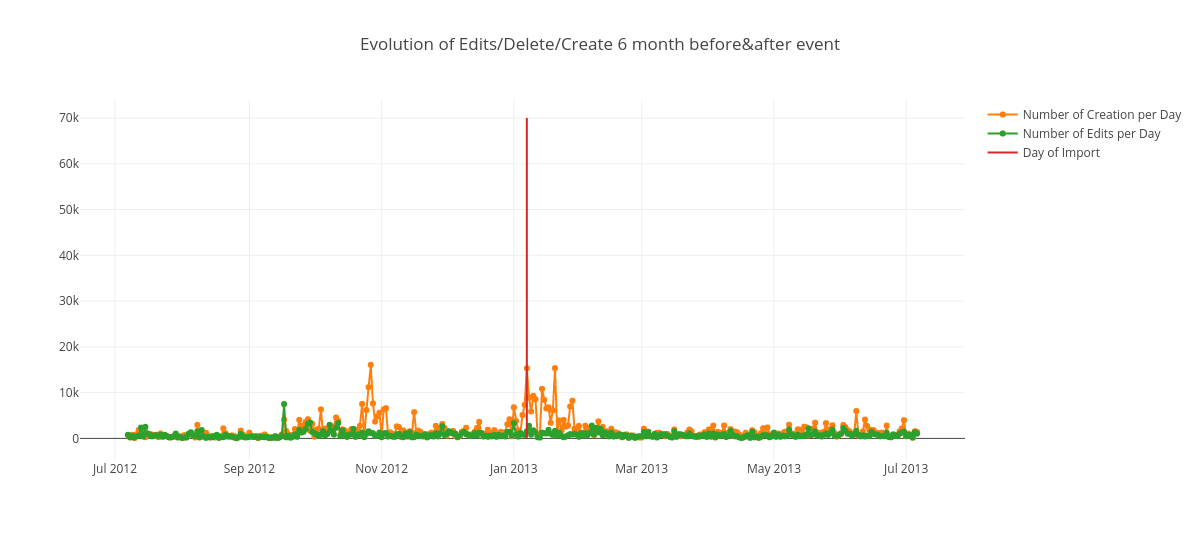 Evolution of Edits/Delete/Create 6 month before&after event
70k
60k
50k
40k
30k
20k
10k
0
Jul 2012
Sep 2012
Nov 2012
Jan 2013
Mar 2013
May 2013
Jul 2013
Number of Creation per Day
Number of Edits per Day
Day of Import